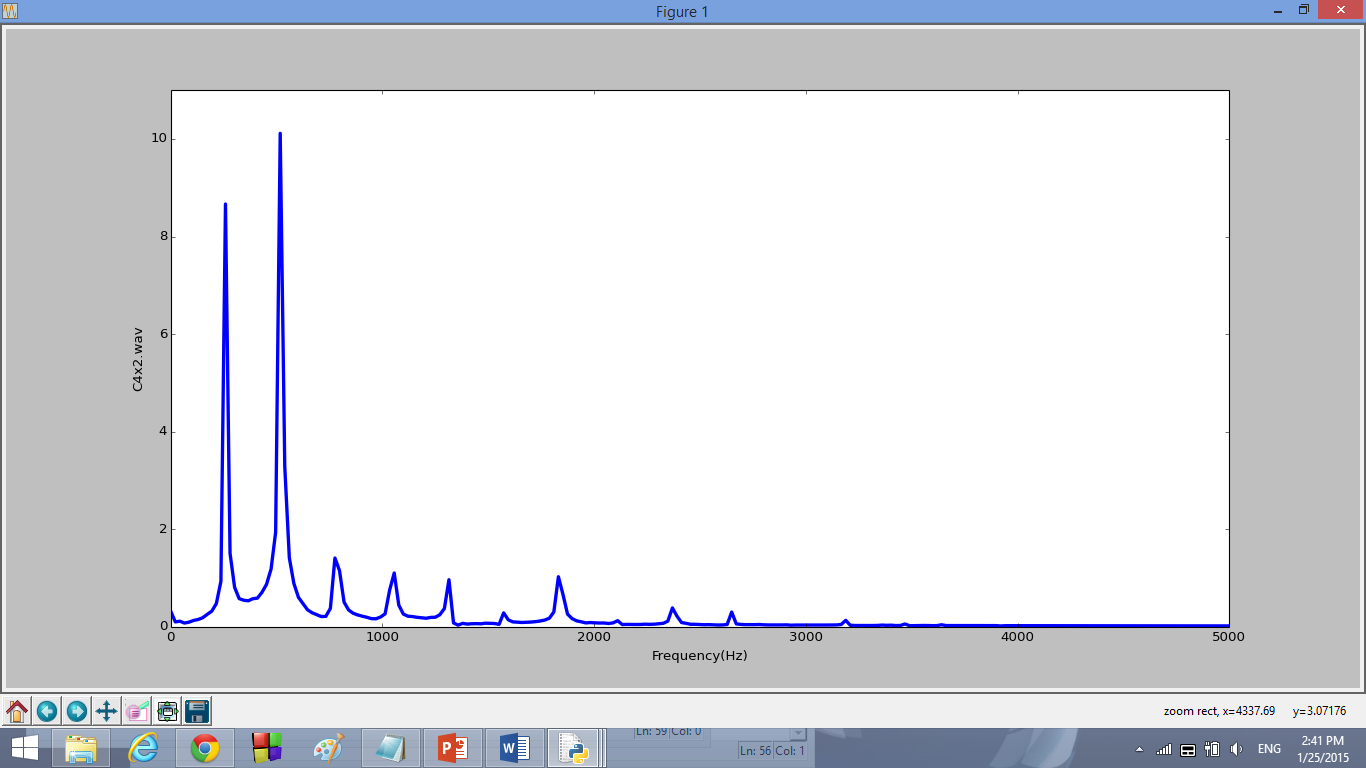 Figure 1
10
8
6
4
2
0
C4x2.wav
0 1000 2000 3000 4000 5000
Frequency(Hz)
zoom rect, x=4337.69 y=3.07176
Ln: 59 Col: 0
Ln: 56 Col: 1
ENG
2:41 PM
1/25/2015